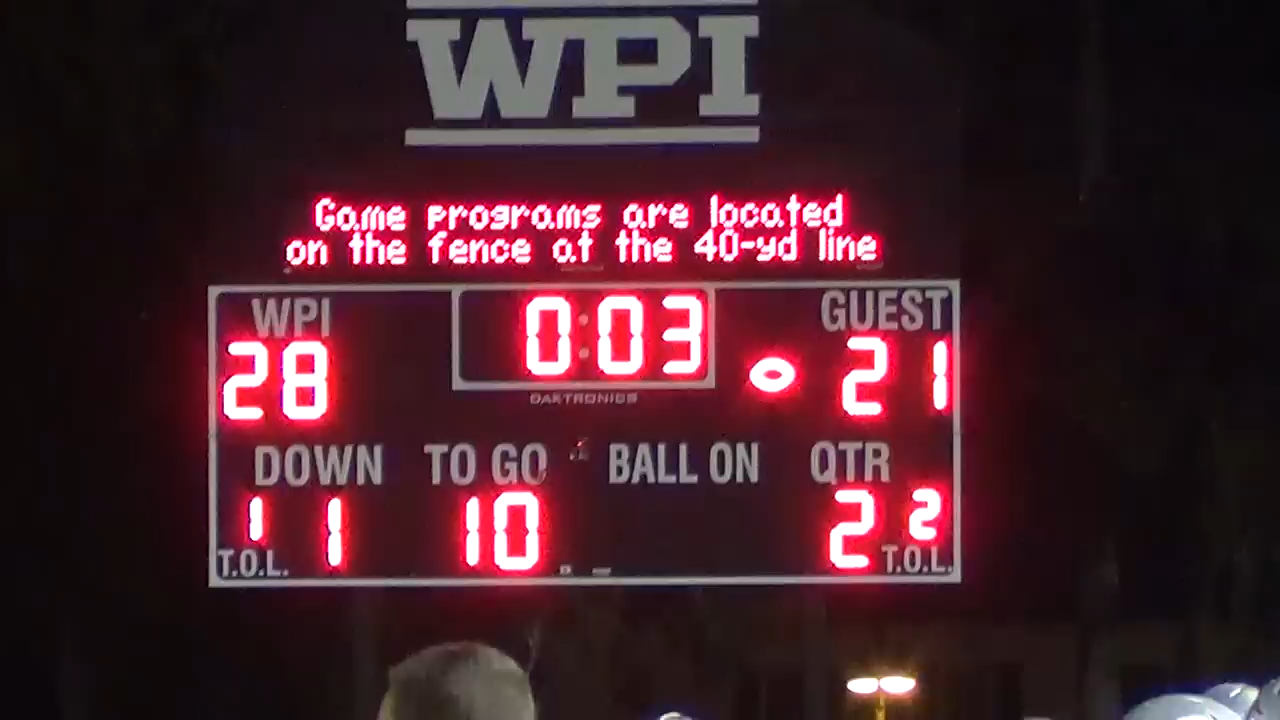 WPI
Game programs are located
on the fence at the 40-yd line
WPI 0:03 GUEST
28 21
DAKTRONICS
DOWN TO GO BALL ON QTR
1 1 10 2 2
T.O.L. T.O.L.